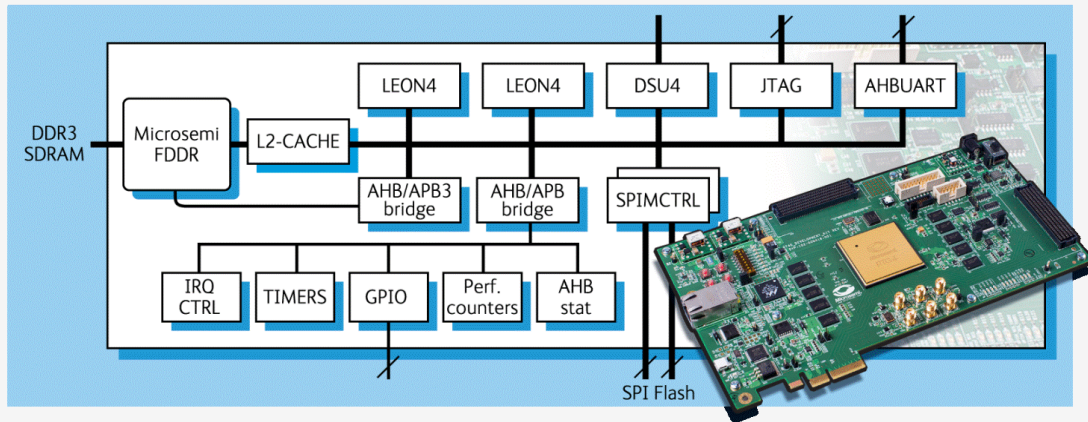 LEON4
LEON4
DSU4
JTAG
AHBUART
DDR3
SDRAM
Microsemi
FDDR
L2-CACHE
AHB/APB3
bridge
AHB/APB
bridge
SPIMCTRL
IRQ
CTRL
TIMERS
GPIO
Perf.
counters
AHB
stat
SPI Flash